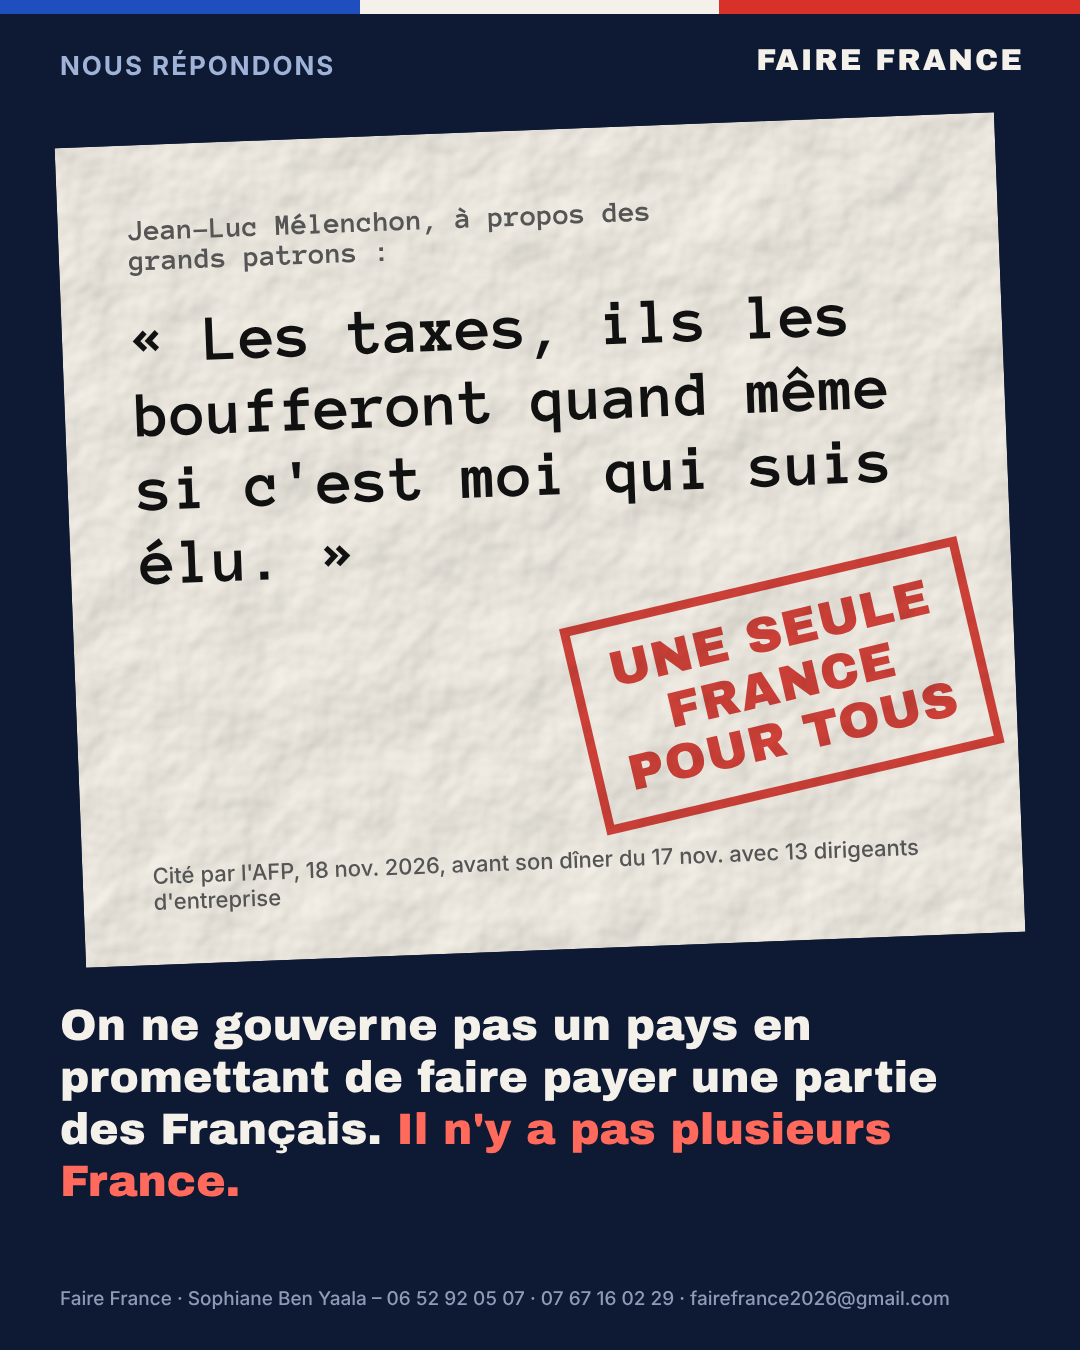 NOUS RÉPONDONS
FAIRE FRANCE
Jean-Luc Mélenchon, à propos des
grands patrons :
« Les taxes, ils les
boufferont quand même
si c'est moi qui suis
élu. »
UNE SEULE
FRANCE
POUR TOUS
Cité par l'AFP, 18 nov. 2026, avant son dîner du 17 nov. avec 13 dirigeants
d'entreprise
On ne gouverne pas un pays en
promettant de faire payer une partie
des Français. Il n'y a pas plusieurs
France.
Faire France · Sophiane Ben Yaala – 06 52 92 05 07 · 07 67 16 02 29 · fairefrance2026@gmail.com